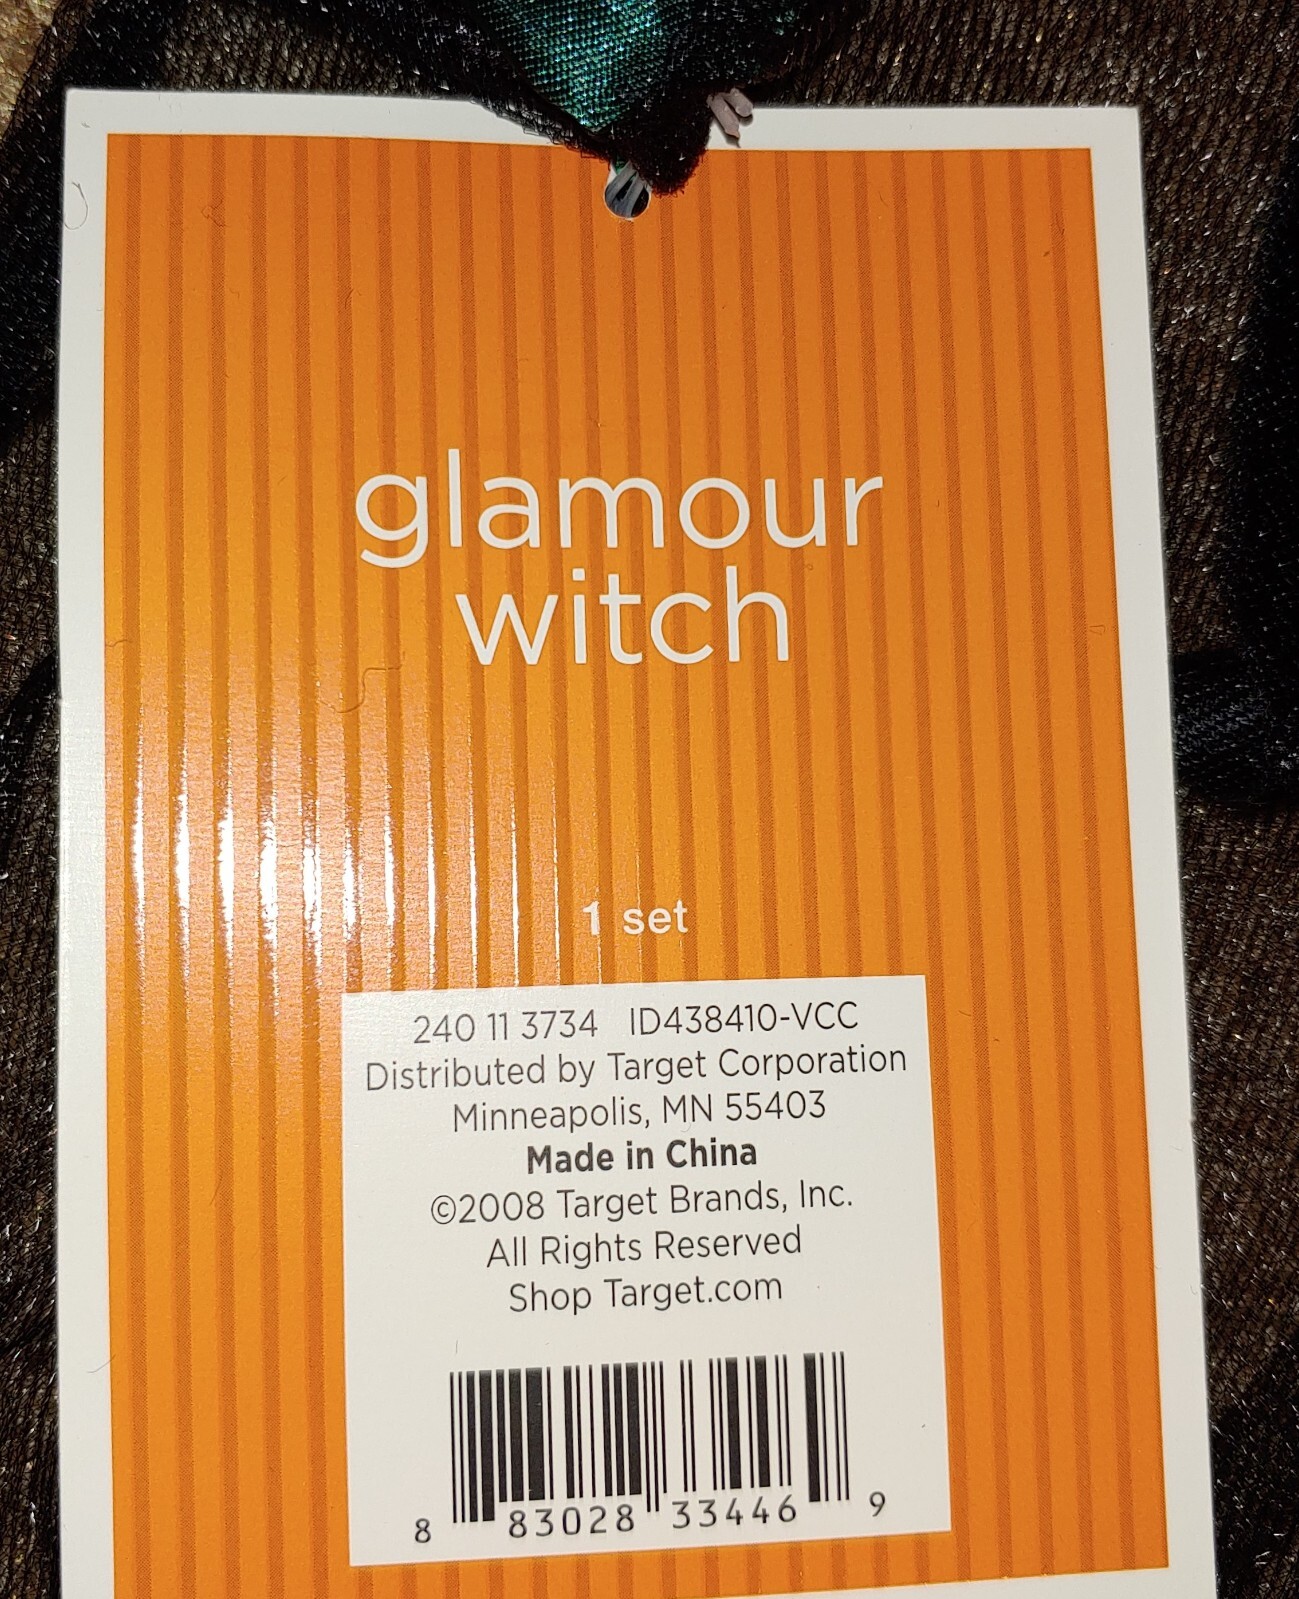 glamour
witch
1 set
240 11 3734 ID438410-VCC
Distributed by Target Corporation
Minneapolis, MN 55403
Made in China
©2008 Target Brands, Inc.
All Rights Reserved
Shop Target.com
8 83028 33446 9